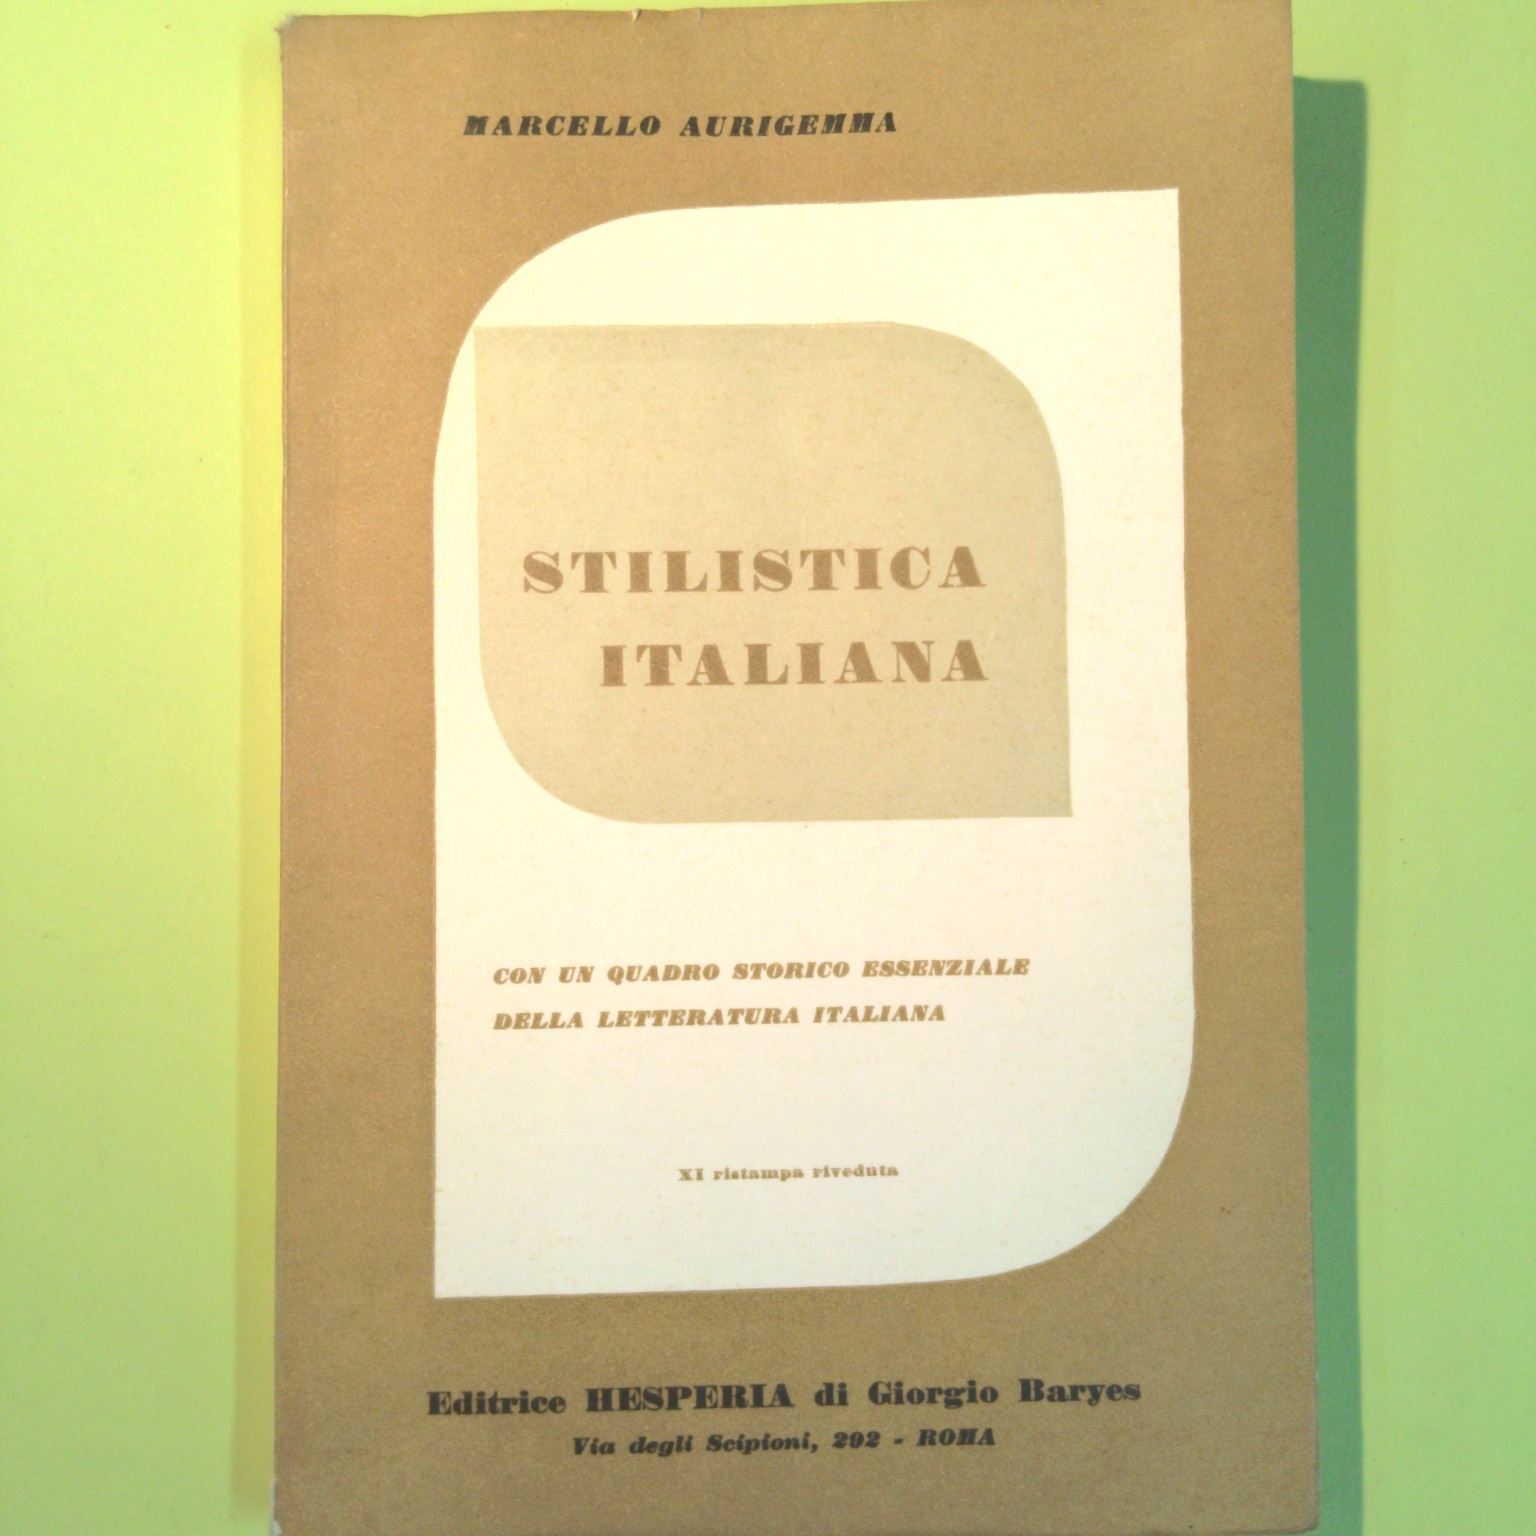 MARCELLO AURIGEMMA
STILISTICA
ITALIANA
CON UN QUADRO STORICO ESSENZIALE
DELLA LETTERATURA ITALIANA
XI ristampa riveduta
Editrice HESPERIA di Giorgio Baryes
Via degli Scipioni, 292 - ROMA